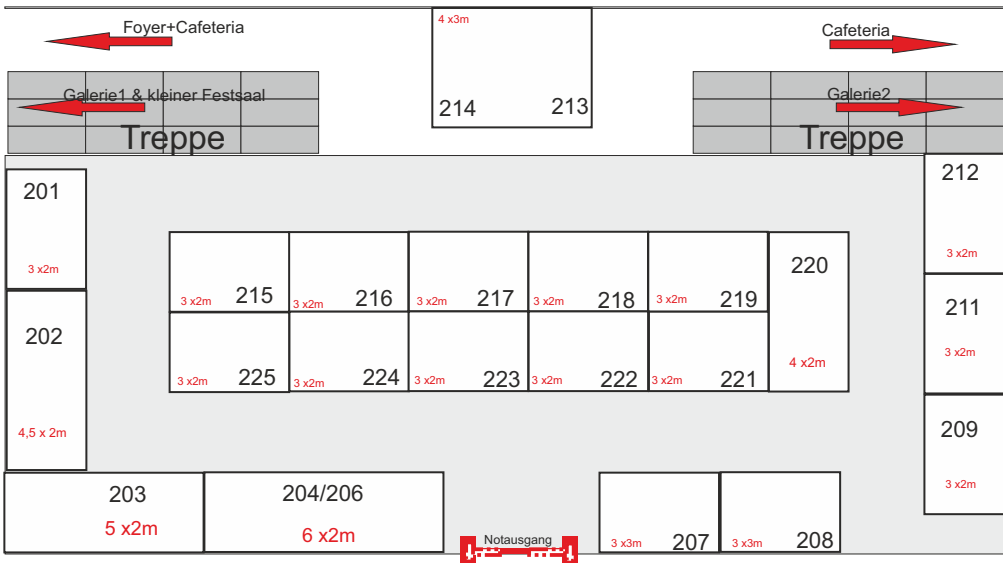 Foyer+Cafeteria
4 x3m
Cafeteria
214 213
Galerie1 & kleiner Festsaal
Treppe
Galerie2
Treppe
201
3 x2m
212
3 x2m
3 x2m 215
3 x2m 216
3 x2m 217
3 x2m 218
3 x2m 219
220
4 x2m
211
3 x2m
202
4,5 x 2m
3 x2m 225
3 x2m 224
3 x2m 223
3 x2m 222
3 x2m 221
209
3 x2m
203
5 x2m
204/206
6 x2m
Notausgang
3 x3m 207
3 x3m 208